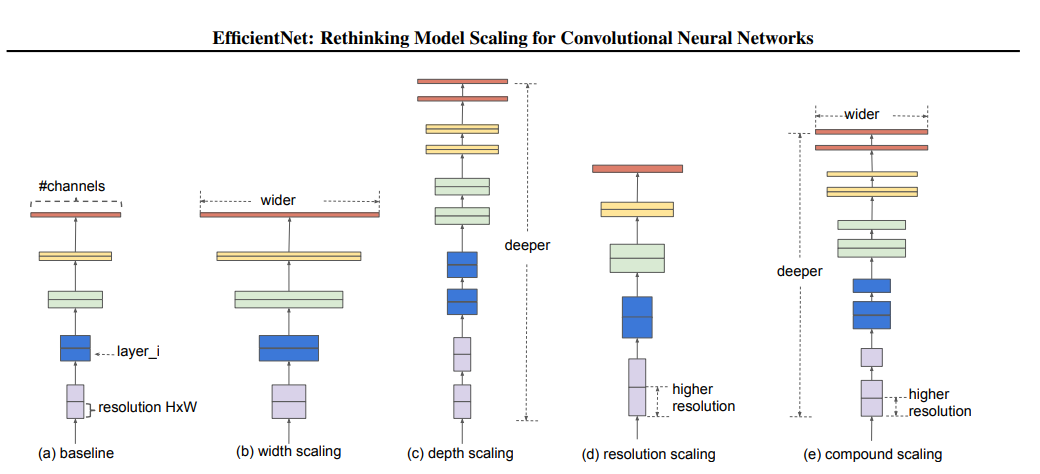 EfficientNet: Rethinking Model Scaling for Convolutional Neural Networks
#channels
layer_i
resolution HxW
(a) baseline
wider
(b) width scaling
deeper
(c) depth scaling
higher
resolution
(d) resolution scaling
wider
deeper
higher
resolution
(e) compound scaling